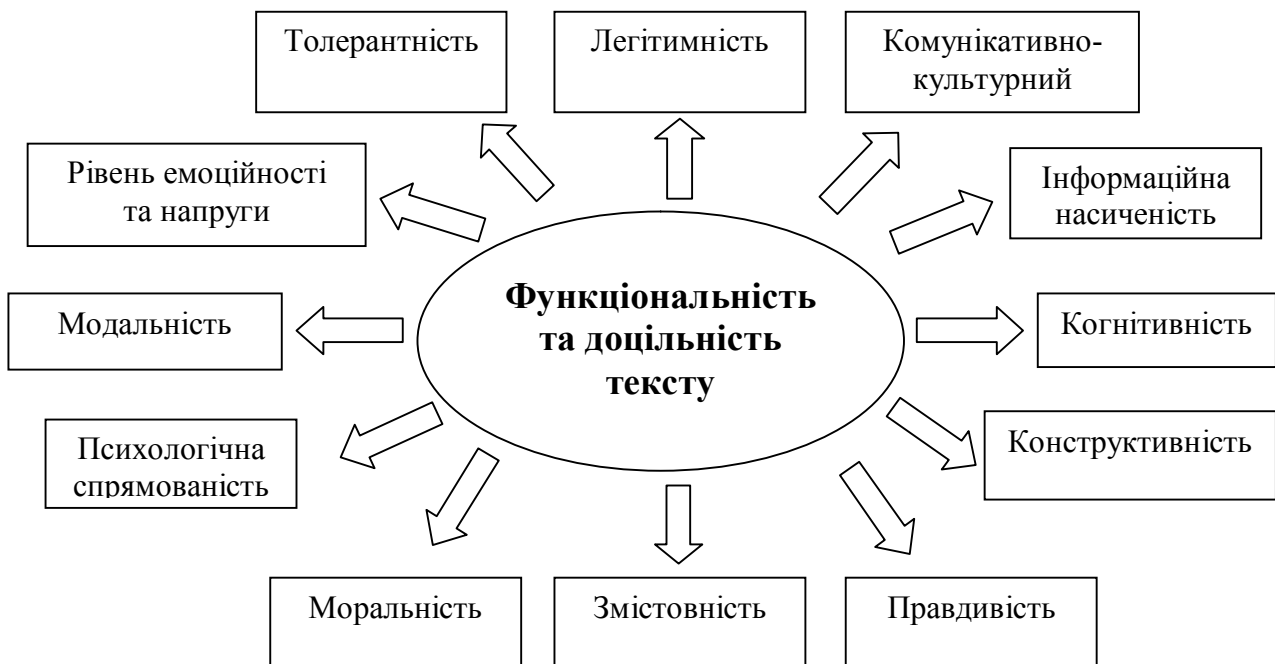 Толерантність
Легітимність
Комунікативно-
культурний
Рівень емоційності
та напруги
Інформаційна
насиченість
Функціональність
та доцільність
тексту
Модальність
Когнітивність
Психологічна
спрямованість
Конструктивність
Моральність
Змістовність
Правдивість